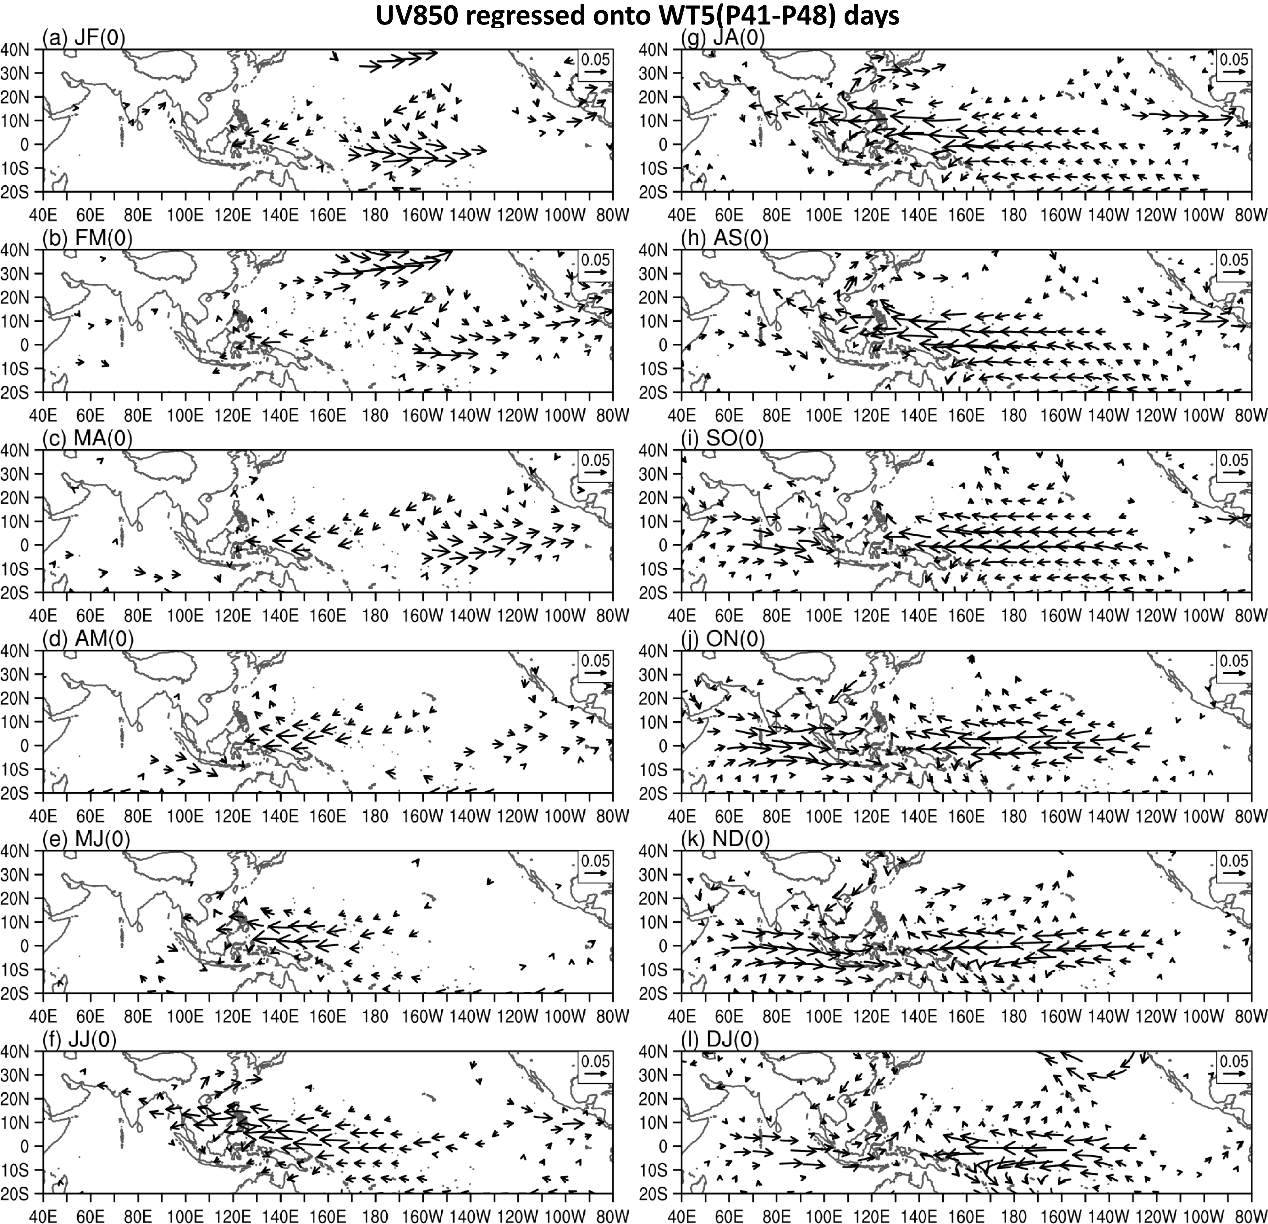 UV850 regressed onto WT5(P41-P48) days
(a) JF(0)
40N
30N
20N
10N
0
10S
20S
0.05
40E 60E 80E 100E 120E 140E 160E 180 160W 140W 120W 100W 80W
(b) FM(0)
40N
30N
20N
10N
0
10S
20S
0.05
40E 60E 80E 100E 120E 140E 160E 180 160W 140W 120W 100W 80W
(c) MA(0)
40N
30N
20N
10N
0
10S
20S
0.05
40E 60E 80E 100E 120E 140E 160E 180 160W 140W 120W 100W 80W
(d) AM(0)
40N
30N
20N
10N
0
10S
20S
0.05
40E 60E 80E 100E 120E 140E 160E 180 160W 140W 120W 100W 80W
(e) MJ(0)
40N
30N
20N
10N
0
10S
20S
0.05
40E 60E 80E 100E 120E 140E 160E 180 160W 140W 120W 100W 80W
(f) JJ(0)
40N
30N
20N
10N
0
10S
20S
0.05
40E 60E 80E 100E 120E 140E 160E 180 160W 140W 120W 100W 80W
(g) JA(0)
40N
30N
20N
10N
0
10S
20S
0.05
40E 60E 80E 100E 120E 140E 160E 180 160W 140W 120W 100W 80W
(h) AS(0)
40N
30N
20N
10N
0
10S
20S
0.05
40E 60E 80E 100E 120E 140E 160E 180 160W 140W 120W 100W 80W
(i) SO(0)
40N
30N
20N
10N
0
10S
20S
0.05
40E 60E 80E 100E 120E 140E 160E 180 160W 140W 120W 100W 80W
(j) ON(0)
40N
30N
20N
10N
0
10S
20S
0.05
40E 60E 80E 100E 120E 140E 160E 180 160W 140W 120W 100W 80W
(k) ND(0)
40N
30N
20N
10N
0
10S
20S
0.05
40E 60E 80E 100E 120E 140E 160E 180 160W 140W 120W 100W 80W
(l) DJ(0)
40N
30N
20N
10N
0
10S
20S
0.05
40E 60E 80E 100E 120E 140E 160E 180 160W 140W 120W 100W 80W